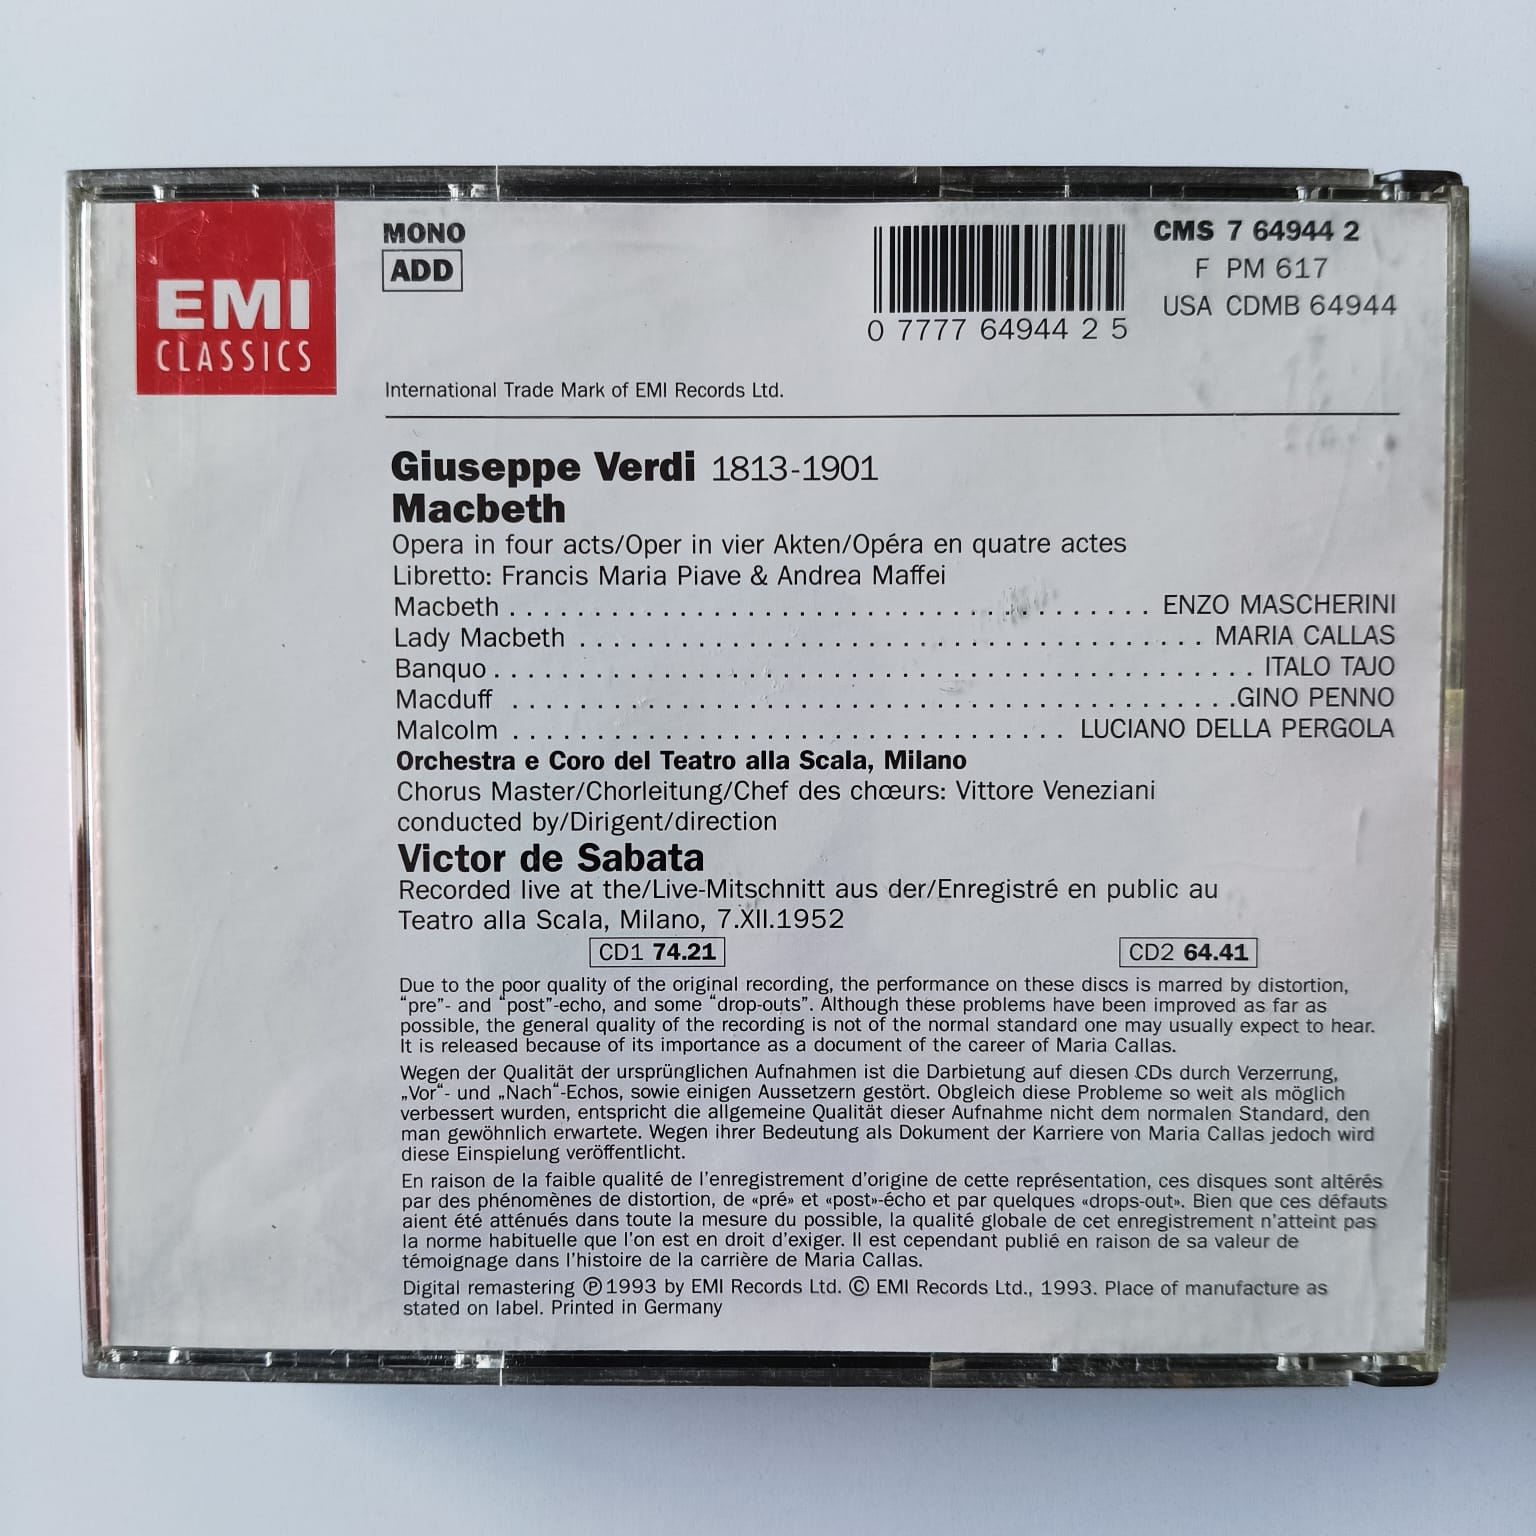 EMI
CLASSICS
MONO
ADD
0 7777 64944 2 5
CMS 7 64944 2
F PM 617
USA CDMB 64944
International Trade Mark of EMI Records Ltd.
Giuseppe Verdi 1813-1901
Macbeth
Opera in four acts/Oper in vier Akten/Opéra en quatre actes
Libretto: Francis Maria Piave & Andrea Maffei
Macbeth . . . . . . . . . . . . . . . . . . . . ENZO MASCHERINI
Lady Macbeth . . . . . . . . . . . . . . . . . . . . MARIA CALLAS
Banquo . . . . . . . . . . . . . . . . . . . . ITALO TAJO
Macduff . . . . . . . . . . . . . . . . . . . . GINO PENNO
Malcolm . . . . . . . . . . . . . . . . . . . . LUCIANO DELLA PERGOLA
Orchestra e Coro del Teatro alla Scala, Milano
Chorus Master/Chorleitung/Chef des chœurs: Vittore Veneziani
conducted by/Dirigent/direction
Victor de Sabata
Recorded live at the/Live-Mitschnitt aus der/Enregistré en public au
Teatro alla Scala, Milano, 7.XII.1952
CD1 74.21 CD2 64.41
Due to the poor quality of the original recording, the performance on these discs is marred by distortion,
“pre”- and “post”-echo, and some “drop-outs”. Although these problems have been improved as far as
possible, the general quality of the recording is not of the normal standard one may usually expect to hear.
It is released because of its importance as a document of the career of Maria Callas.
Wegen der Qualität der ursprünglichen Aufnahmen ist die Darbietung auf diesen CDs durch Verzerrung,
„Vor“- und „Nach“-Echos, sowie einigen Aussetzern gestört. Obgleich diese Probleme so weit als möglich
verbessert wurden, entspricht die allgemeine Qualität dieser Aufnahme nicht dem normalen Standard, den
man gewöhnlich erwartete. Wegen ihrer Bedeutung als Dokument der Karriere von Maria Callas jedoch wird
diese Einspielung veröffentlicht.
En raison de la faible qualité de l'enregistrement d'origine de cette représentation, ces disques sont altérés
par des phénomènes de distortion, de «pré» et «post»-écho et par quelques «drops-out». Bien que ces défauts
aient été atténués dans toute la mesure du possible, la qualité globale de cet enregistrement n'atteint pas
la norme habituelle que l'on est en droit d'exiger. Il est cependant publié en raison de sa valeur de
témoignage dans l'histoire de la carrière de Maria Callas.
Digital remastering ℗1993 by EMI Records Ltd. © EMI Records Ltd., 1993. Place of manufacture as
stated on label. Printed in Germany